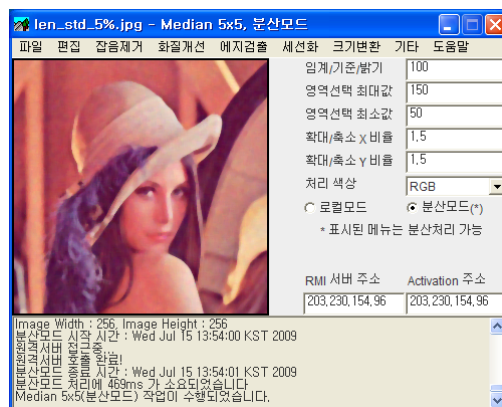 len_std_5%.jpg - Median 5x5, 분산모드
파일 편집 잡음제거 화질개선 에지검출 세선화 크기변환 기타 도움말
임계/기준/밝기 100
영역선택 최대값 150
영역선택 최소값 50
확대/축소 X 비율 1,5
확대/축소 Y 비율 1,5
처리 색상 RGB
로컬모드 분산모드(*)
* 표시된 메뉴는 분산처리 가능
RMI 서버 주소 Activation 주소
203,230,154,96 203,230,154,96
Image Width : 256, Image Height : 256
분산모드 시작 시간 : Wed Jul 15 13:54:00 KST 2009
원격서버 접근중...
원격서버 호출 완료!
분산모드 종료 시간 : Wed Jul 15 13:54:01 KST 2009
분산모드 처리에 469ms 가 소요되었습니다
Median 5x5(분산모드) 작업이 수행되었습니다.